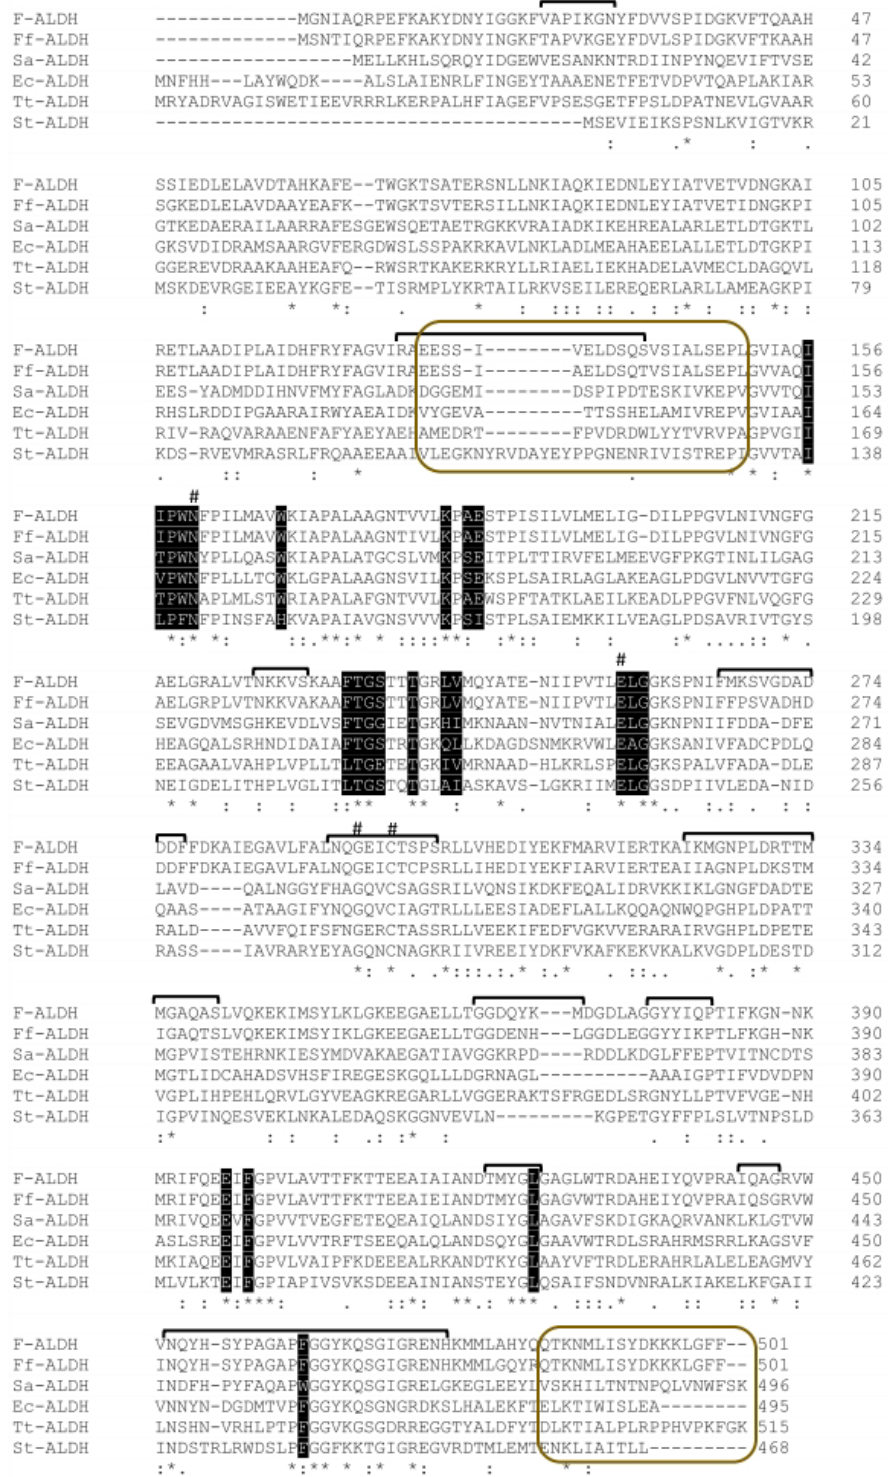 F-ALDH --------------MGNIAQRPEFKAKYDNYIGGKFVAPIKGNYFDVVSPIDGKVFTQAAH 47
Ff-ALDH --------------MSNTIQRPEFKAKYDNYINGKFTAPVKGEYFDVLSPIDGKVFTKAAH 47
Sa-ALDH -------------------MELLKHLSQRQYIDGEWVESANKNTRDIINPYNQEVIFTVSE 42
Ec-ALDH MNFHH---LAYWQDK----ALSLAIENRLFINGEYTAAAENETFETVDPVTQAPLAKIAR 53
Tt-ALDH MRYADRVAGISWETIEEVRRRLKERPALHFIAGEFVPSESGETFPSLDPATNEVLGVAAR 60
St-ALDH ----------------------------------------MSEVIEIKSPSNLKVIGTVKR 21
: .* : .
F-ALDH SSIEDLELAVDTAHKAFE--TWGKTSATERSNLLNKIAQKIEDNLEYIATVETVDNGKAI 105
Ff-ALDH SGKEDLELAVDAAYEAFK--TWSKTSVTERSILLNKIAQKIEDNLEYIATVETIDNGKAI 105
Sa-ALDH GTKEDAERAILAARRAFESGEWSQETAETRGKKVRAIADKIKEHREALARLETLDTGKTL 102
Ec-ALDH GKSVDIDRAMSAARGVFERGDWSLSSPAKRKAVLNKLADLMEAHAEELALLETLDTGKPI 113
Tt-ALDH GGEREVDRAAKAAHEAFQ--RWSRTKAKERKRYLLRIAELIEKHADELAVMECLDAGQVL 118
St-ALDH MSKDEVRGEIEEAYKGFE--TISRMPLYKRTAILRKVSEILEREQERLARLLAMEAGKPI 79
: * *: . * : ::: :: . : :* : :: *: :
F-ALDH RETLAADIPLAIDHFRYFAGVIRAEESS-I--------VELDSQSVSIALSEPLGVIAQI 156
Ff-ALDH RETLAADIPLAIDHFRYFAGVIRAEESS-I--------AELDSQTVSIALSEPLGVVAQI 156
Sa-ALDH EES-YADMDDIHNVFMYFAGLADKDGGEMI--------DSPIPDTESKIVKEPVGVVTQI 153
Ec-ALDH RHSLRDDIPGAARAIRWYAEAIDKVYGEVA--------TTSSHELAMIVREPVGVIAAI 164
Tt-ALDH RIV-RAQVARAAENFAFYAEYAEHAMEDRT--------FPVDRDWLYYTVRVPAGPVGII 169
St-ALDH KDS-RVEVMRASRLFRQAAEEAAIVLEGKNYRVDAYEYPPGNENRIVISTREPIGVVTAI 138
. :: : * . * * : *
# 
F-ALDH IPWNFPILMAVWKIAPALAAGNTVVLKPAESTPISILVLMELIG-DILPPGVLNIVNGFG 215
Ff-ALDH IPWNFPILMAVWKIAPALAAGNTIVLKPAESTPISILVLMELIG-DILPPGVLNIVNGFG 215
Sa-ALDH TPWNYPLLQASWKIAPALATGCSLVMKPSEITPLTTIRVFELMEEVGFPKGTINLILGAG 213
Ec-ALDH VPWNFPLLLTCWKLGPALAAGNSVILKPSEKSPLSAIRLAGLAKEAGLPDGVLNVVTGFG 224
Tt-ALDH TPWNAPLMLSTWRIAPALAFGNTVVLKPAEWSPFTATKLAEILKEADLPPGVFNLVQGFG 229
St-ALDH LPFNFPINSFAHKVAPAIAVGNSVVVKPSISTPLSAIEMKKILVEAGLPDSAVRIVTGYS 198
*:* *: ::.**:* * ::::**: :*:: : : :* ....:: * .
#
F-ALDH AELGRALVTNKKVSKAAFTGSTTTGRLVMQYATE-NIIPVTLELGGKSPNIFMKSVGDAD 274
Ff-ALDH AELGRPLVTNKKVAKAAFTGSTTTGRLVMQYATE-NIIPVTLELGGKSPNIFFPSVADHD 274
Sa-ALDH SEVGDVMSGHKEVDLVSFTGGIETGKHIMKNAAN-NVTNIALELGGKNPNIIFDDA-DFE 271
Ec-ALDH HEAGQALSRHNDIDAIAFTGSTRTGKQLLKDAGDSNMKRVWLEAGGKSANIVFADCPDLQ 284
Tt-ALDH EEAGAALVAHPLVPLLTLTGETETGKIVMRNAAD-HLKRLSPELGGKSPALVFADA-DLE 287
St-ALDH NEIGDELITHPLVGLITLTGSTQTGLAIASKAVS-LGKRIIMELGGSDPIIVLEDA-NID 256
* * : : : ::** ** : * . : * **.. :.: . : :
# #
F-ALDH DDFFDKAIEGAVLFALNQGEICTSPSRLLVHEDIYEKFMARVIERTKAIKMGNPLDRTTM 334
Ff-ALDH DDFFDKAIEGAVLFALNQGEICTCPSRLLIHEDIYEKFIARVIERTEAIIAGNPLDKSTM 334
Sa-ALDH LAVD----QALNGGYFHAGQVCSAGSRILVQNSIKDKFEQALIDRVKKIKLGNGFDADTE 327
Ec-ALDH QAAS----ATAAGIFYNQGQVCIAGTRLLLEESIADEFLALLKQQAQNWQPGHPLDPATT 340
Tt-ALDH RALD----AVVFQIFSFNGERCTASSRLLVEEKIFEDFVGKVVERARAIRVGHPLDPETE 343
St-ALDH RASS----IAVRARYEYAGQNCNAGKRIIVREEIYDKFVKAFKEKVKALKVGDPLDESTD 312
*: * . .*:::.:.* :.* . ::.. *. :* *
F-ALDH MGAQASLVQKEKIMSYLKLGKEEGAELLTGGDQYK---MDGDLAGGYYIQPTIFKGN-NK 390
Ff-ALDH IGAQTSLVQKEKIMSYIKLGKEEGAELLTGGDENH---LGGDLEGGYYIKPTLFKGH-NK 390
Sa-ALDH MGPVISTEHRNKIESYMDVAKAEGATIAVGGKRPD----RDDLKDGLFFEPTVITNCDTS 383
Ec-ALDH MGTLIDCAHADSVHSFIREGESKGQLLLDGRNAGL----------AAAIGPTIFVDVDPN 390
Tt-ALDH VGPLIHPEHLQRVLGYVEAGKREGARLLVGGERAKTSFRGEDLSRGNYLLPTVFVGE-NH 402
St-ALDH IGPVINQESVEKLNKALEDAQSKGGNVEVLN---------KGPETGYFFPLSLVTNPSLD 363
:* : : .: :* : . : :: .
F-ALDH MRIFQEEIFGPVLAVTTFKTTEEAIAIANDTMYGLGAGLWTRDAHEIYQVPRAIQAGRVW 450
Ff-ALDH MRIFQEEIFGPVLAVTTFKTTEEAIEIANDTMYGLGAGVWTRDAHEIYQVPRAIQSGRVW 450
Sa-ALDH MRIVQEEVFGPVVTVEGFETEQEAIQLANDSIYGLAGAVFSKDIGKAQRVANKLKLGTVW 443
Ec-ALDH ASLSREEIFGPVLVVTRFTSEEQALQLANDSQYGLGAAVWTRDLSRAHRMSRRLKAGSVF 450
Tt-ALDH MKIAQEEIFGPVLVAIPFKDEEEALRKANDTKYGLAAYVFTRDLERAHRLALELEAGMVY 462
St-ALDH MLVLKTEIFGPIAPIVSVKSDEEAINIANSTEYGLQSAIFSNDVNRALKIAKELKFGAII 423
: : *:****: . ::*: **.: *** . :::.* . :. :: * :
F-ALDH VNQYH-SYPAGAPFGGYKQSGIGRENHKMMLAHYQQTKNMLISYDKKKLGFF-- 501
Ff-ALDH INQYH-SYPAGAPFGGYKQSGIGRENHKMMLGQYRQTKNMLISYDKKKLGFF-- 501
Sa-ALDH INDFH-PYFAQAPWGGYKQSGIGRELGKEGLEEYLVSKHILTNTNPQLVNWFSK 496
Ec-ALDH VNNYN-DGDMTVPFGGYKQSGNGRDKSLHALEKFTELKTIWISLEA-------- 495
Tt-ALDH LNSHN-VRHLPTPFGGVKGSGDRREGGTYALDFYTDLKTIALPLRPPHVPKFGK 515
St-ALDH INDSTRLRWDSLPFGGFKKTGIGREGVRDTMLEMTENKLIAITLL--------- 468
:*. *:** * :* *: : * :